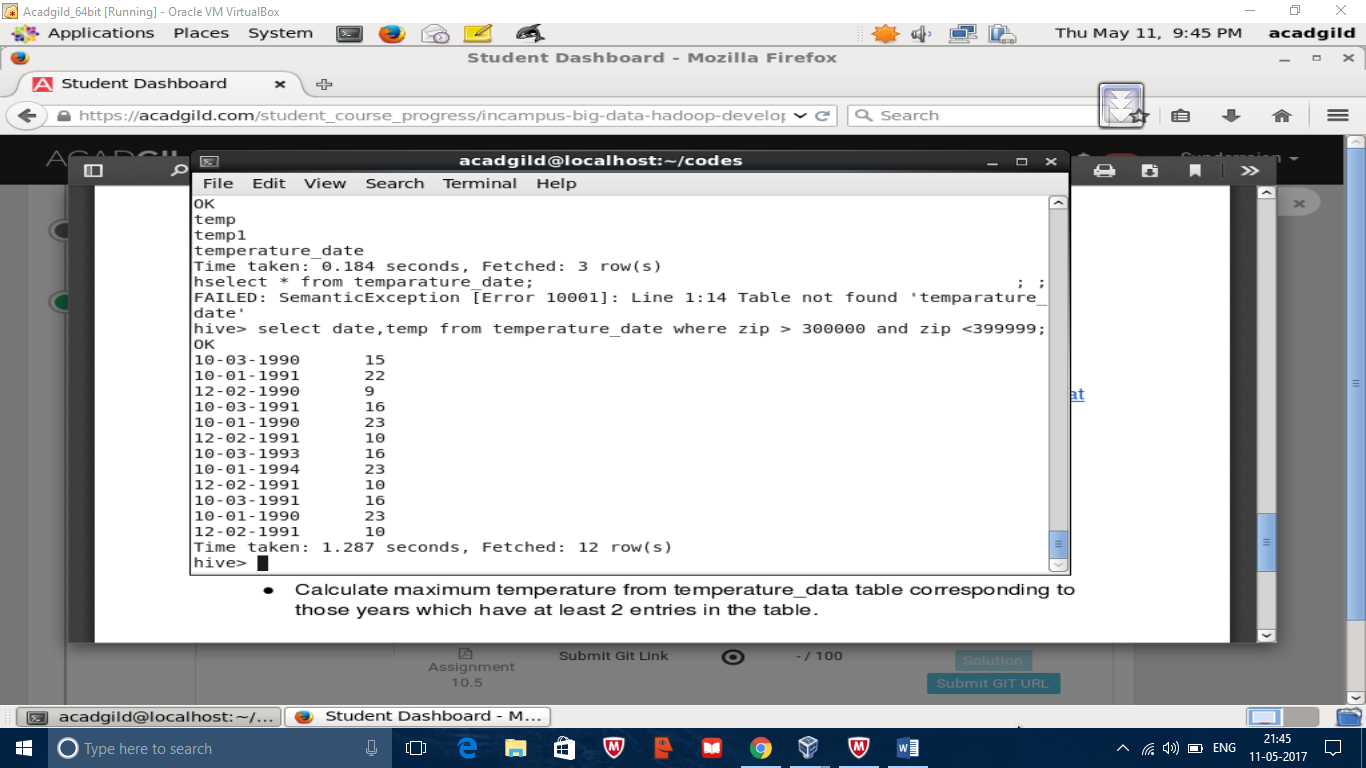 Acadgild_64bit [Running] - Oracle VM VirtualBox
Applications Places System Thu May 11, 9:45 PM acadgild
Student Dashboard - Mozilla Firefox
Student Dashboard
https://acadgild.com/student_course_progress/incampus-big-data-hadoop-develop Search
ACADG
acadgild@localhost:~/codes
File Edit View Search Terminal Help
OK
temp
temp1
temperature_date
Time taken: 0.184 seconds, Fetched: 3 row(s)
hselect * from temparature_date; ; ;
FAILED: SemanticException [Error 10001]: Line 1:14 Table not found 'temparature_
date'
hive> select date,temp from temperature_date where zip > 300000 and zip <399999;
OK
10-03-1990 15
10-01-1991 22
12-02-1990 9
10-03-1991 16
10-01-1990 23
12-02-1991 10
10-03-1993 16
10-01-1994 23
12-02-1991 10
10-03-1991 16
10-01-1990 23
12-02-1991 10
Time taken: 1.287 seconds, Fetched: 12 row(s)
hive>
at
● Calculate maximum temperature from temperature_data table corresponding to
those years which have at least 2 entries in the table.
Assignment
10.5
Submit Git Link
- / 100
Solution
Submit GIT URL
acadgild@localhost:~/... Student Dashboard - M...
Type here to search
ENG
21:45
11-05-2017